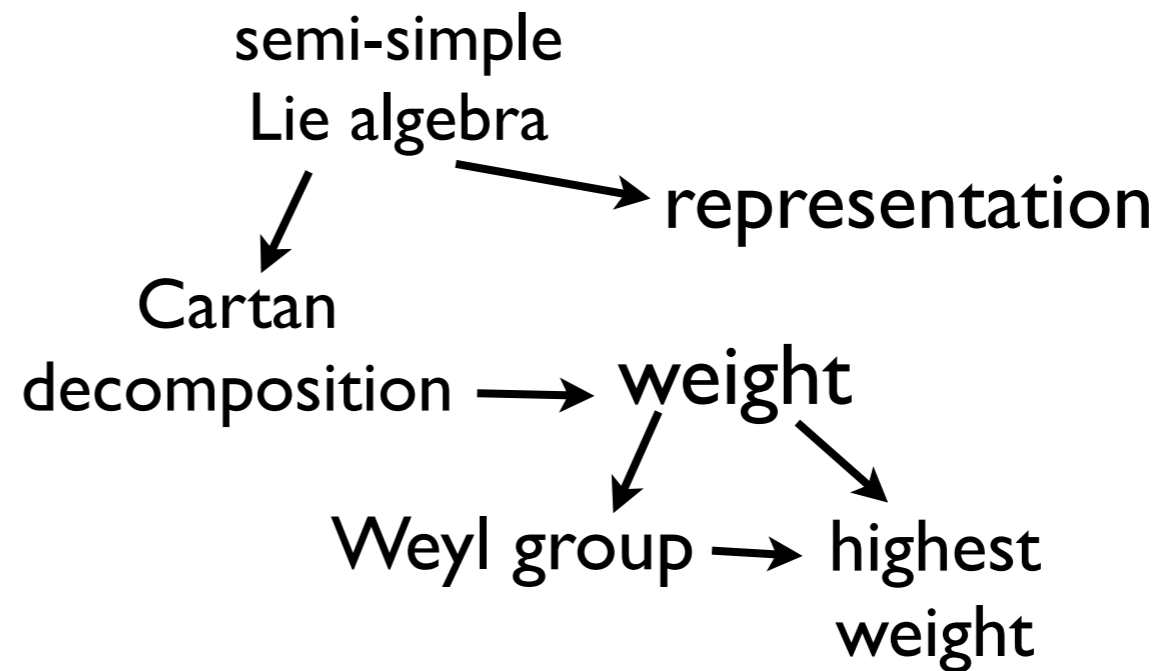 semi-simple
Lie algebra
representation
Cartan
decomposition
weight
Weyl group
highest
weight